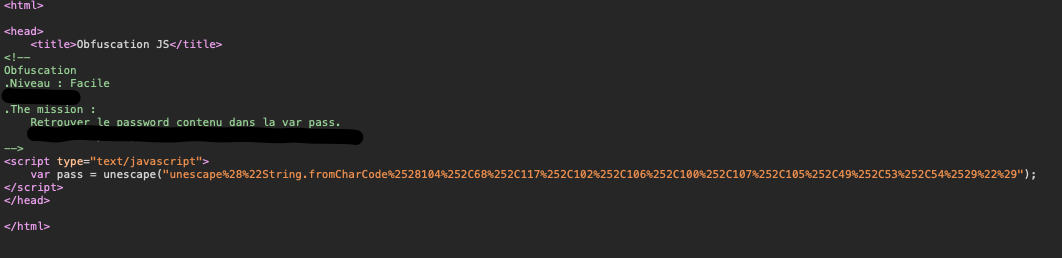 <html>
<head>
<title>Obfuscation JS</title>
<!--
Obfuscation
.Niveau : Facile
.The mission :
Retrouver le password contenu dans la var pass.
-->
<script type="text/javascript">
var pass = unescape("unescape%28%22String.fromCharCode%2528104%252C68%252C117%252C102%252C106%252C100%252C107%252C105%252C49%252C53%252C54%2529%22%29");
</script>
</head>
</html>